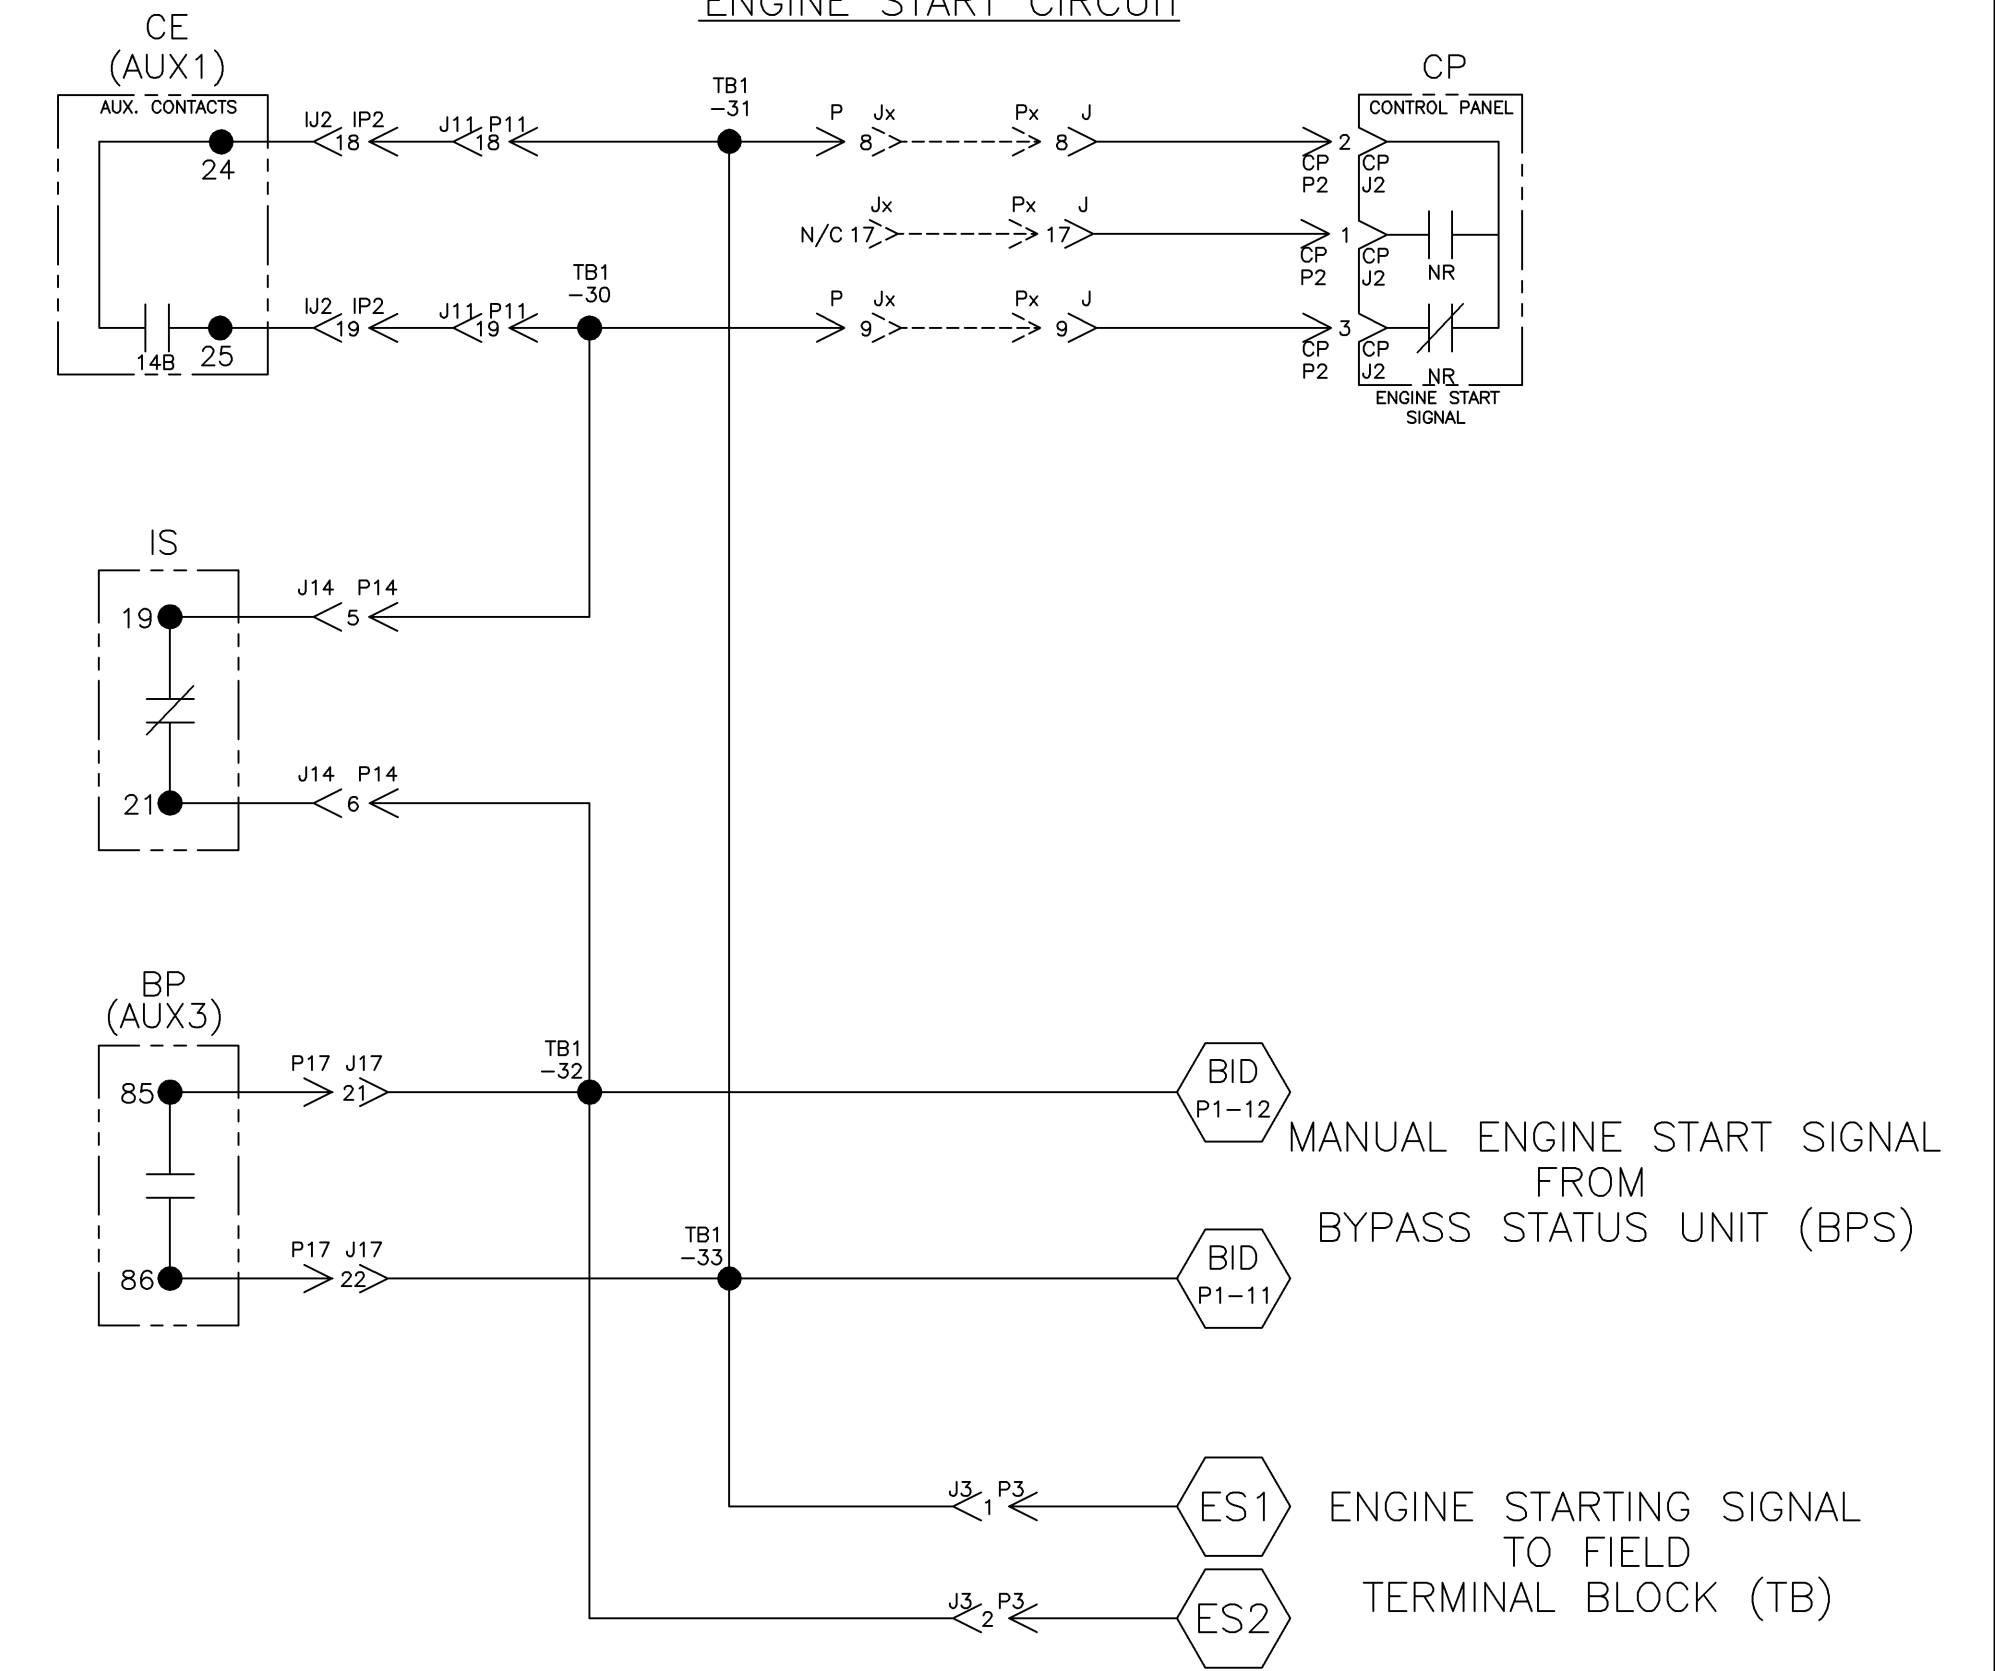 ENGINE START CIRCUIT
CE
(AUX1)
AUX. CONTACTS
24
14B
25
IJ2 IP2
18
J11 P11
18
TB1
-31
P Jx
8
Px J
8
2
CP
P2
CP
J2
CP
CONTROL PANEL
Jx
N/C 17
Px J
17
1
CP
P2
CP
J2
NR
IJ2 IP2
19
J11 P11
19
TB1
-30
P Jx
9
Px J
9
3
CP
P2
CP
J2
NR
ENGINE START
SIGNAL
IS
19
J14 P14
5
21
J14 P14
6
BP
(AUX3)
85
P17 J17
21
TB1
-32
BID
P1-12
MANUAL ENGINE START SIGNAL
FROM
BYPASS STATUS UNIT (BPS)
86
P17 J17
22
TB1
-33
BID
P1-11
J3 P3
1
ES1
ENGINE STARTING SIGNAL
TO FIELD
TERMINAL BLOCK (TB)
J3 P3
2
ES2